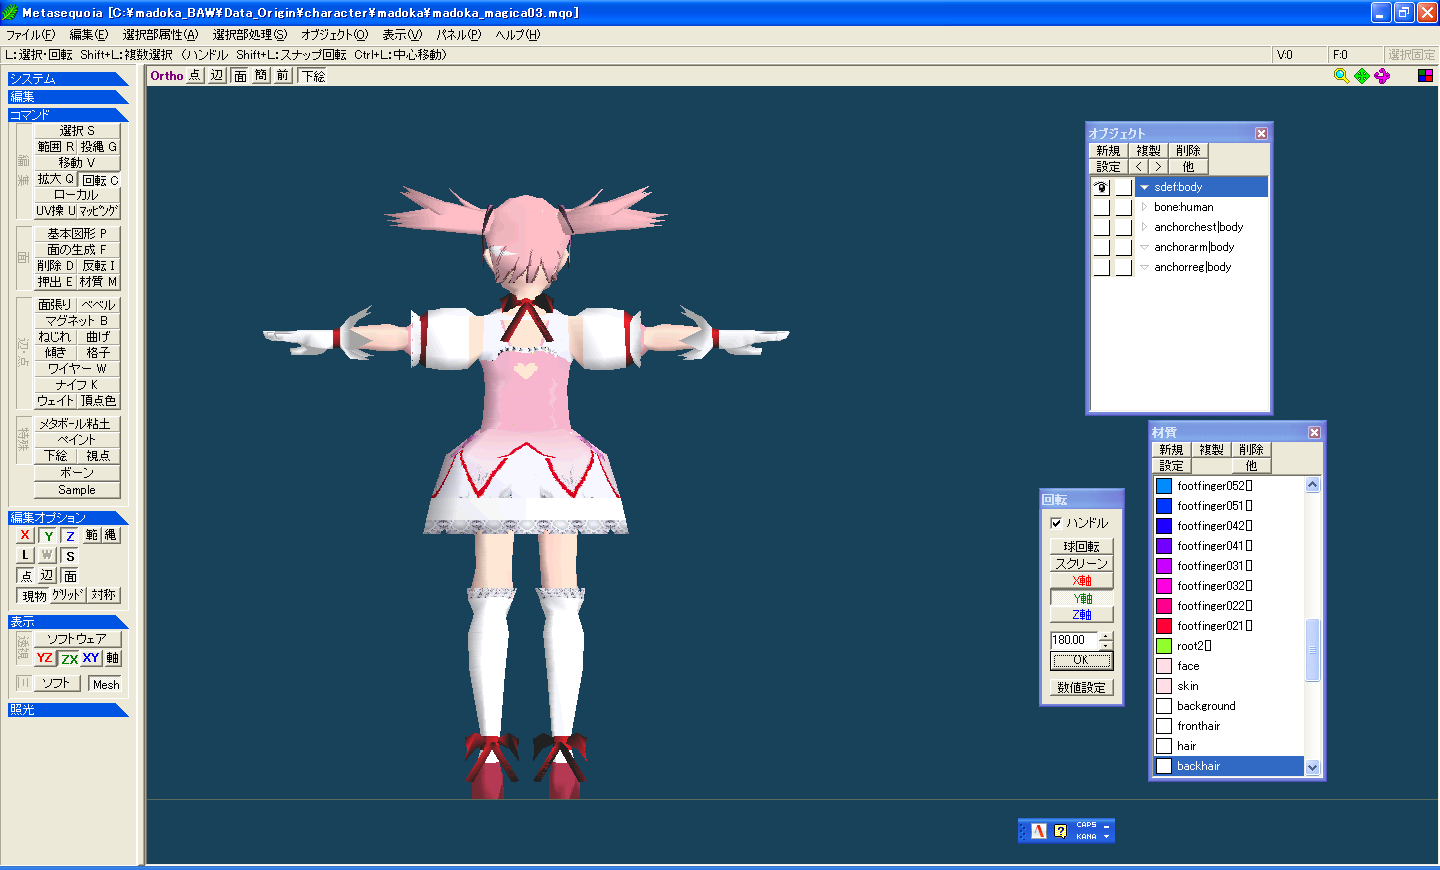 Metasequoia [C:¥madoka_BAW¥Data_Origin¥character¥madoka¥madoka_magica03.mqo]
ファイル(F) 編集(E) 選択部属性(A) 選択部処理(S) オブジェクト(O) 表示(V) パネル(P) ヘルプ(H)
L:選択・回転 Shift+L:複数選択 (ハンドル Shift+L:スナップ回転 Ctrl+L:中心移動) V:0 F:0 選択固定
システム
編集
コマンド
編集
選択 S
範囲 R 投縄 G
移動 V
拡大 Q 回転 C
ローカル
UV操 U マッピング
面
基本図形 P
面の生成 F
削除 D 反転 I
押出 E 材質 M
辺・点
面張り ベベル
マグネット B
ねじれ 曲げ
傾き 格子
ワイヤー W
ナイフ K
ウェイト 頂点色
特殊
メタボール粘土
ペイント
下絵 視点
ボーン
Sample
編集オプション
X Y Z 範 縄
L W S
点 辺 面
現物 グリッド 対称
表示
透視
ソフトウェア
YZ ZX XY 軸
ソフト Mesh
照光
Ortho 点 辺 面 簡 前 下絵
オブジェクト
新規 複製 削除
設定 < > 他
sdef:body
bone:human
anchorchest|body
anchorarm|body
anchorreg|body
材質
新規 複製 削除
設定 他
footfinger052[]
footfinger051[]
footfinger042[]
footfinger041[]
footfinger031[]
footfinger032[]
footfinger022[]
footfinger021[]
root2[]
face
skin
background
fronthair
hair
backhair
回転
ハンドル
球回転
スクリーン
X軸
Y軸
Z軸
180.00
OK
数値設定
A ? CAPS
KANA